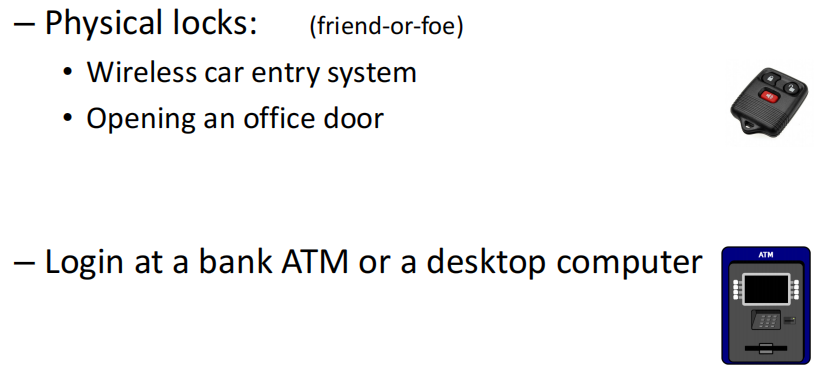 – Physical locks: (friend-or-foe)
• Wireless car entry system
• Opening an office door
– Login at a bank ATM or a desktop computer
ATM